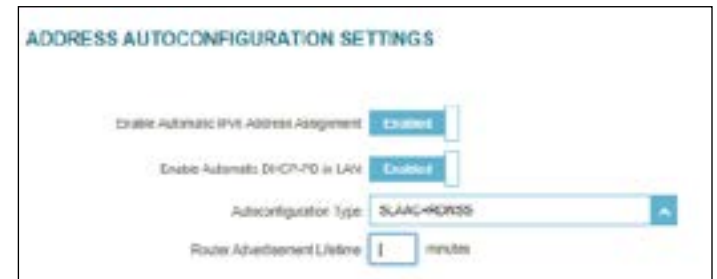 ADDRESS AUTOCONFIGURATION SETTINGS
Enable Automatic IPv6 Address Assignment Enabled
Enable Automatic DHCP-PD in LAN Enabled
Autoconfiguration Type SLAAC+RDNSS
Router Advertisement Lifetime minutes